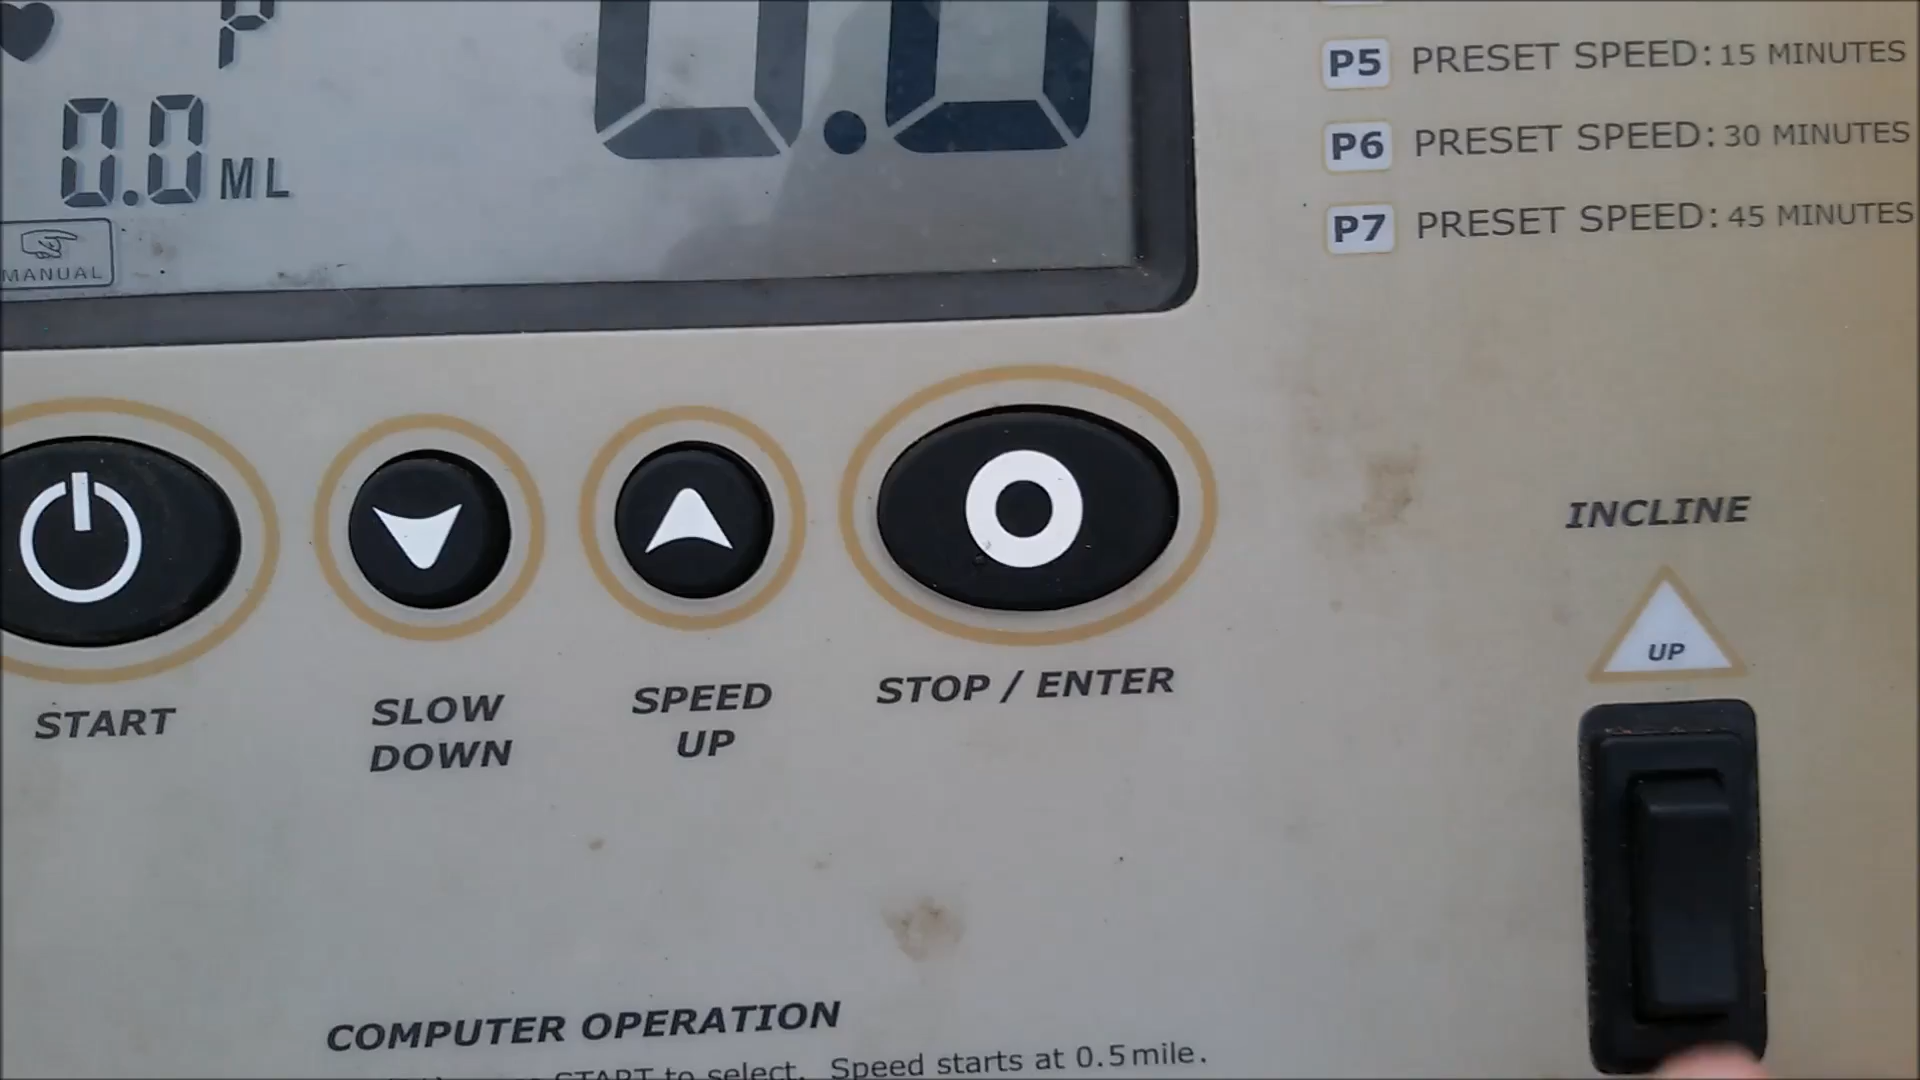 P
0.0
0.0 ML
MANUAL
P5 PRESET SPEED: 15 MINUTES
P6 PRESET SPEED: 30 MINUTES
P7 PRESET SPEED: 45 MINUTES
START
SLOW
DOWN
SPEED
UP
STOP / ENTER
INCLINE
UP
COMPUTER OPERATION
START to select. Speed starts at 0.5mile.